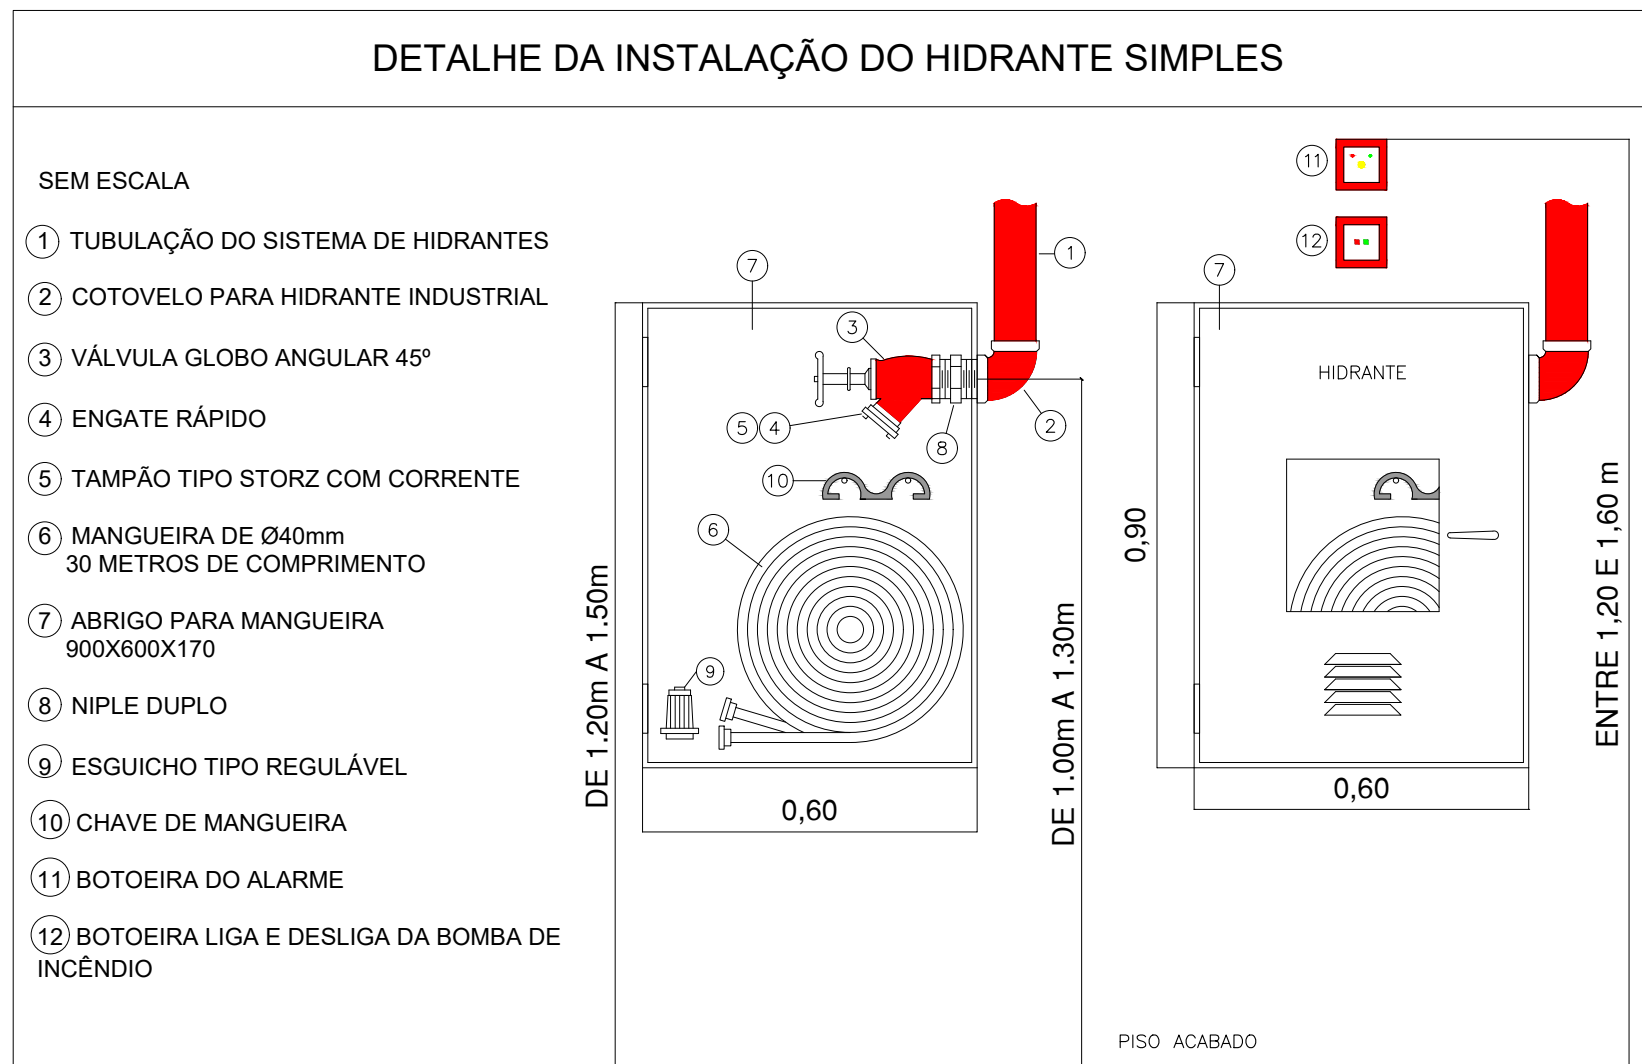 DETALHE DA INSTALAÇÃO DO HIDRANTE SIMPLES
SEM ESCALA
1 TUBULAÇÃO DO SISTEMA DE HIDRANTES
2 COTOVELO PARA HIDRANTE INDUSTRIAL
3 VÁLVULA GLOBO ANGULAR 45º
4 ENGATE RÁPIDO
5 TAMPÃO TIPO STORZ COM CORRENTE
6 MANGUEIRA DE Ø40mm
30 METROS DE COMPRIMENTO
7 ABRIGO PARA MANGUEIRA
900X600X170
8 NIPLE DUPLO
9 ESGUICHO TIPO REGULÁVEL
10 CHAVE DE MANGUEIRA
11 BOTOEIRA DO ALARME
12 BOTOEIRA LIGA E DESLIGA DA BOMBA DE
INCÊNDIO
7
1
3
5 4
8
2
10
6
9
DE 1.20m A 1.50m
0,60
DE 1.00m A 1.30m
11
12
7
HIDRANTE
0,90
0,60
ENTRE 1,20 E 1,60 m
PISO ACABADO